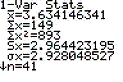 1-Var Stats
x̄=3.634146341
Σx=149
Σx²=893
Sx=2.964423195
σx=2.928048527
↓n=41